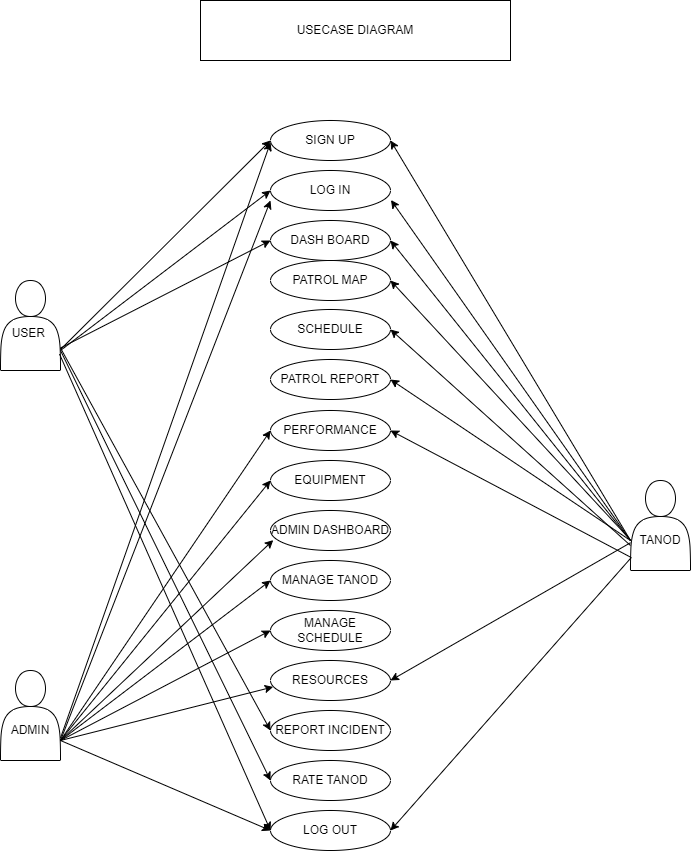 USECASE DIAGRAM
SIGN UP
LOG IN
DASH BOARD
PATROL MAP
USER
SCHEDULE
PATROL REPORT
PERFORMANCE
EQUIPMENT
ADMIN DASHBOARD
TANOD
MANAGE TANOD
MANAGE
SCHEDULE
RESOURCES
ADMIN
REPORT INCIDENT
RATE TANOD
LOG OUT